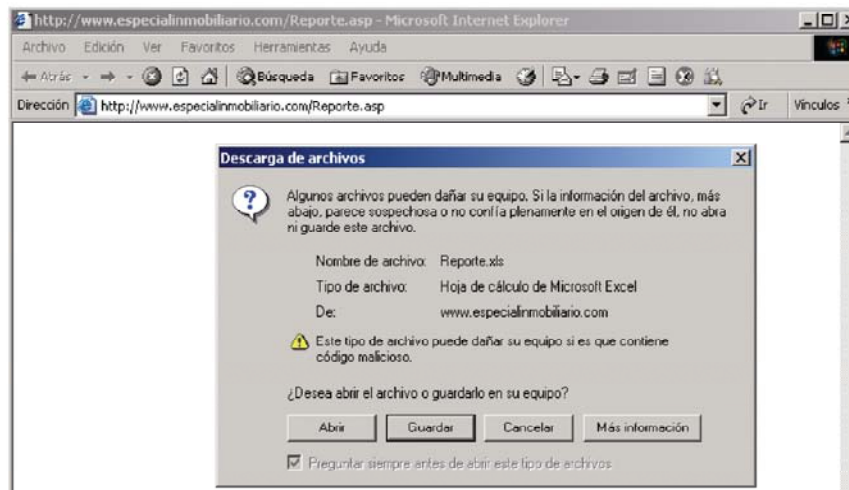 http://www.especialinmobiliario.com/Reporte.asp - Microsoft Internet Explorer
Archivo Edición Ver Favoritos Herramientas Ayuda
Atrás Búsqueda Favoritos Multimedia
Dirección http://www.especialinmobiliario.com/Reporte.asp Ir Vínculos
Descarga de archivos
Algunos archivos pueden dañar su equipo. Si la información del archivo, más
abajo, parece sospechosa o no confía plenamente en el origen de él, no abra
ni guarde este archivo.
Nombre de archivo: Reporte.xls
Tipo de archivo: Hoja de cálculo de Microsoft Excel
De: www.especialinmobiliario.com
Este tipo de archivo puede dañar su equipo si es que contiene
código malicioso.
¿Desea abrir el archivo o guardarlo en su equipo?
Abrir Guardar Cancelar Más información
Preguntar siempre antes de abrir este tipo de archivos